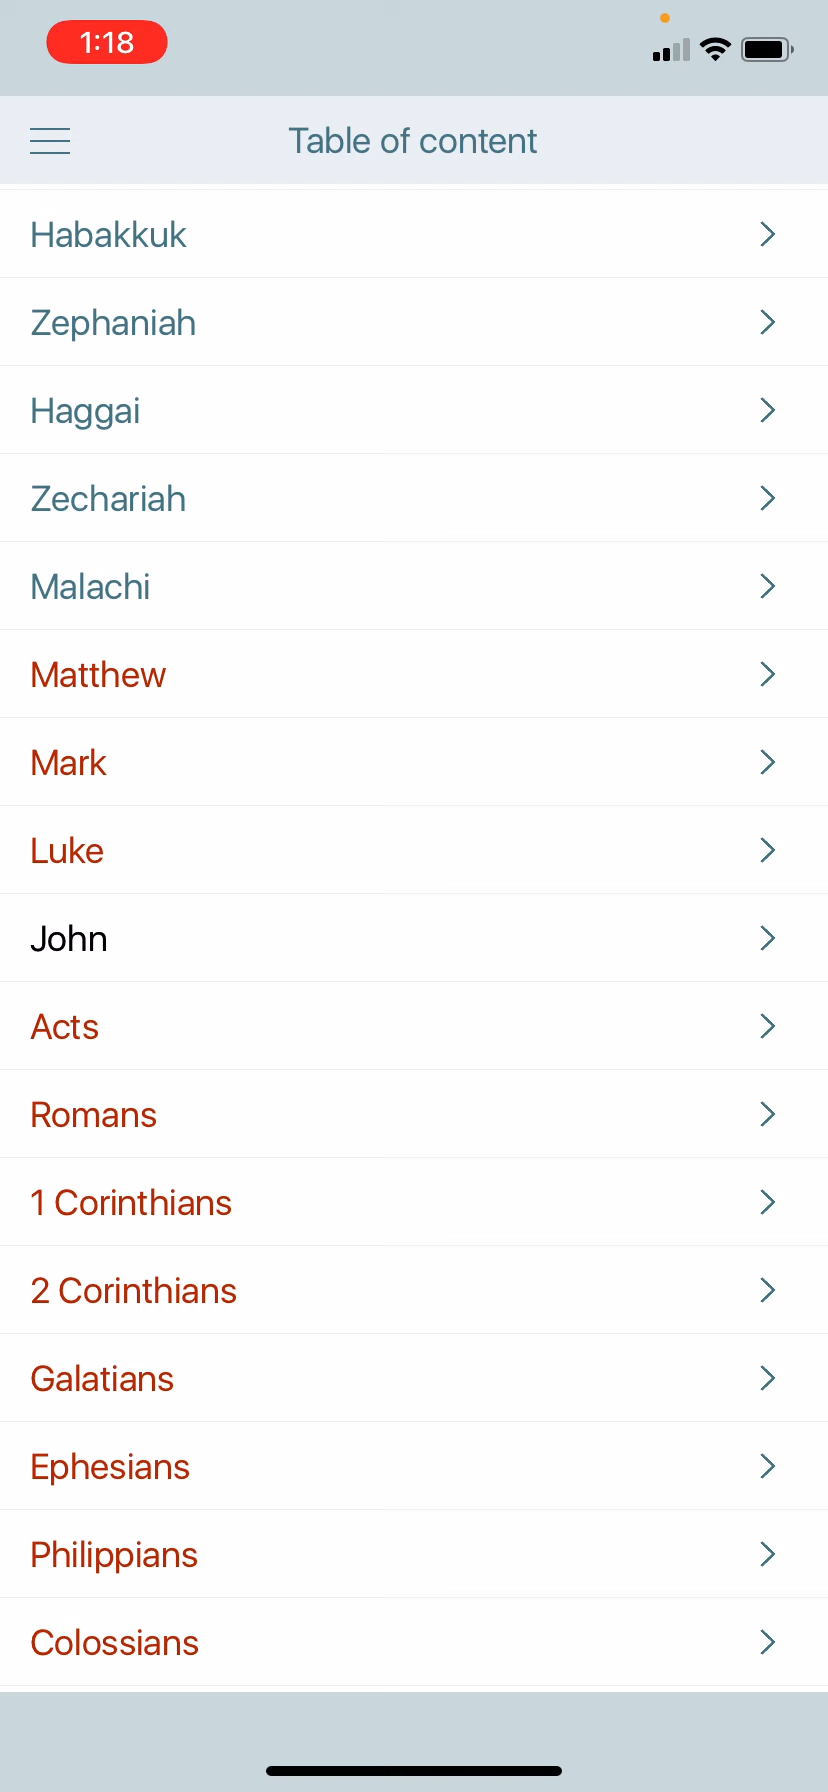 1:18
Table of content
Habakkuk
Zephaniah
Haggai
Zechariah
Malachi
Matthew
Mark
Luke
John
Acts
Romans
1 Corinthians
2 Corinthians
Galatians
Ephesians
Philippians
Colossians